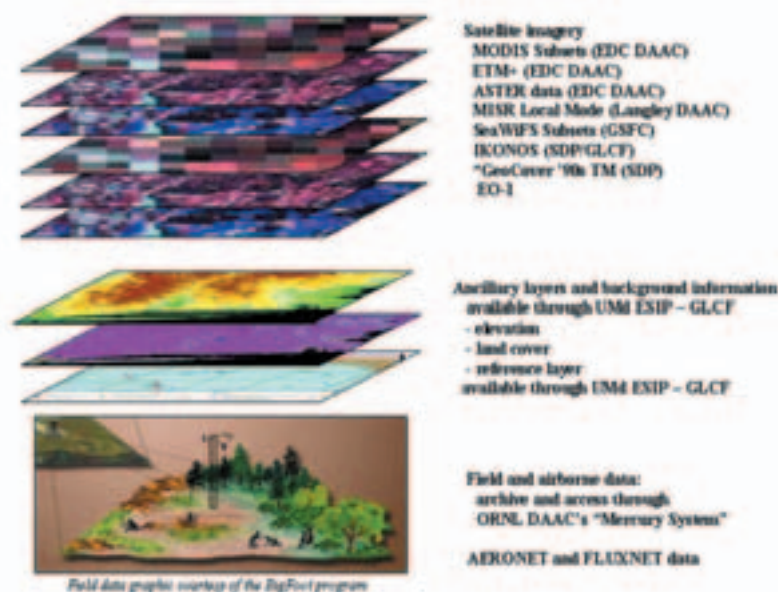 Satellite imagery
MODIS Subsets (EDC DAAC)
ETM+ (EDC DAAC)
ASTER data (EDC DAAC)
MISR Local Mode (Langley DAAC)
SeaWiFS Subsets (GSFC)
IKONOS (SDP/GLCF)
"GeoCover '90s TM (SDP)
EO-1
Ancillary layers and background information
available through UMd ESIP – GLCF
- elevation
- land cover
- reference layer
available through UMd ESIP – GLCF
Field and airborne data:
archive and access through
ORNL DAAC's "Mercury System"
AERONET and FLUXNET data
Field data graphic courtesy of the BigFoot program